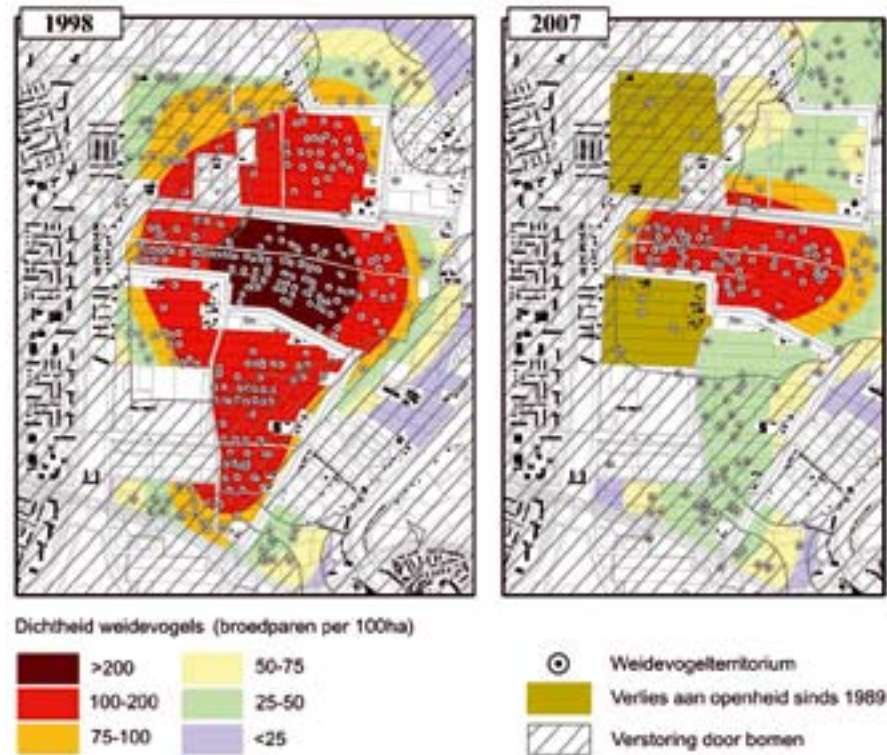 1998
2007
Dichtheid weidevogels (broedparen per 100ha)
>200
50-75
100-200
25-50
75-100
<25
Weidevogelterritorium
Verlies aan openheid sinds 1989
Verstoring door bomen